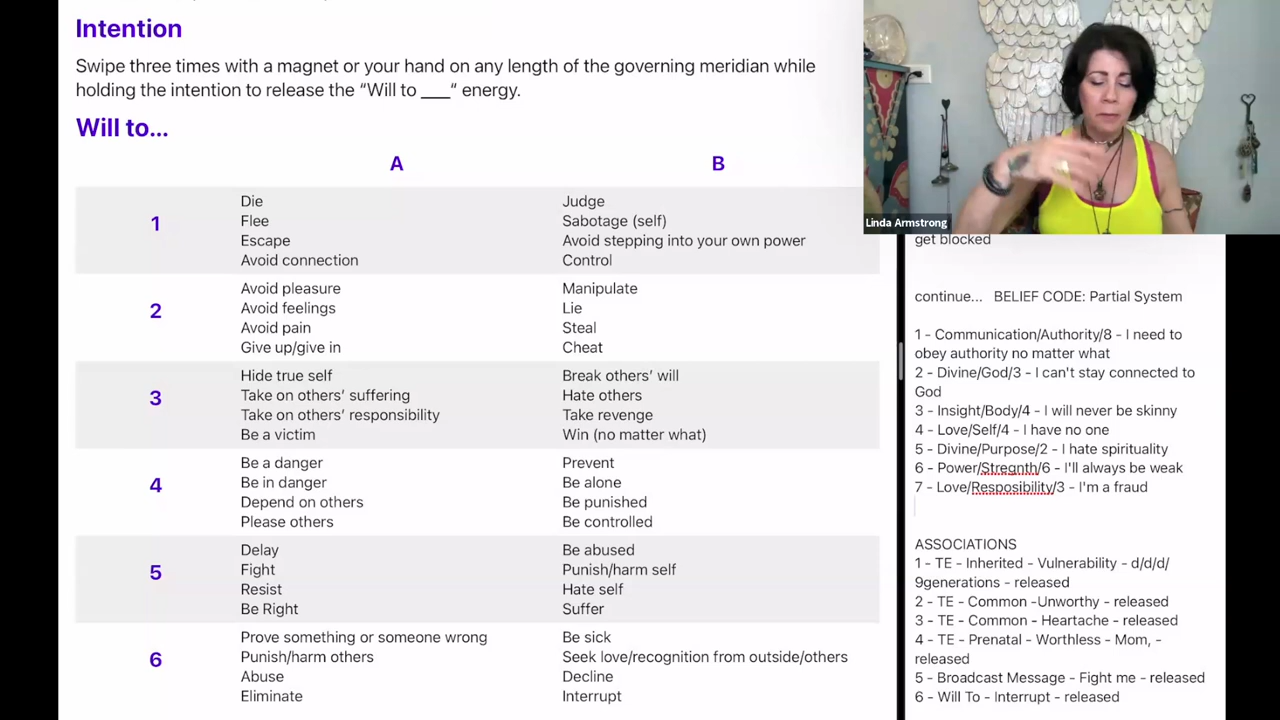 Intention
Swipe three times with a magnet or your hand on any length of the governing meridian while
holding the intention to release the “Will to ___“ energy.
Will to...
A B
1
Die Judge
Flee Sabotage (self)
Escape Avoid stepping into your own power
Avoid connection Control
2
Avoid pleasure Manipulate
Avoid feelings Lie
Avoid pain Steal
Give up/give in Cheat
3
Hide true self Break others’ will
Take on others’ suffering Hate others
Take on others’ responsibility Take revenge
Be a victim Win (no matter what)
4
Be a danger Prevent
Be in danger Be alone
Depend on others Be punished
Please others Be controlled
5
Delay Be abused
Fight Punish/harm self
Resist Hate self
Be Right Suffer
6
Prove something or someone wrong Be sick
Punish/harm others Seek love/recognition from outside/others
Abuse Decline
Eliminate Interrupt
Linda Armstrong
get blocked
continue... BELIEF CODE: Partial System
1 - Communication/Authority/8 - I need to
obey authority no matter what
2 - Divine/God/3 - I can't stay connected to
God
3 - Insight/Body/4 - I will never be skinny
4 - Love/Self/4 - I have no one
5 - Divine/Purpose/2 - I hate spirituality
6 - Power/Stregnth/6 - I'll always be weak
7 - Love/Resposibility/3 - I'm a fraud
ASSOCIATIONS
1 - TE - Inherited - Vulnerability - d/d/d/
9generations - released
2 - TE - Common -Unworthy - released
3 - TE - Common - Heartache - released
4 - TE - Prenatal - Worthless - Mom, -
released
5 - Broadcast Message - Fight me - released
6 - Will To - Interrupt - released